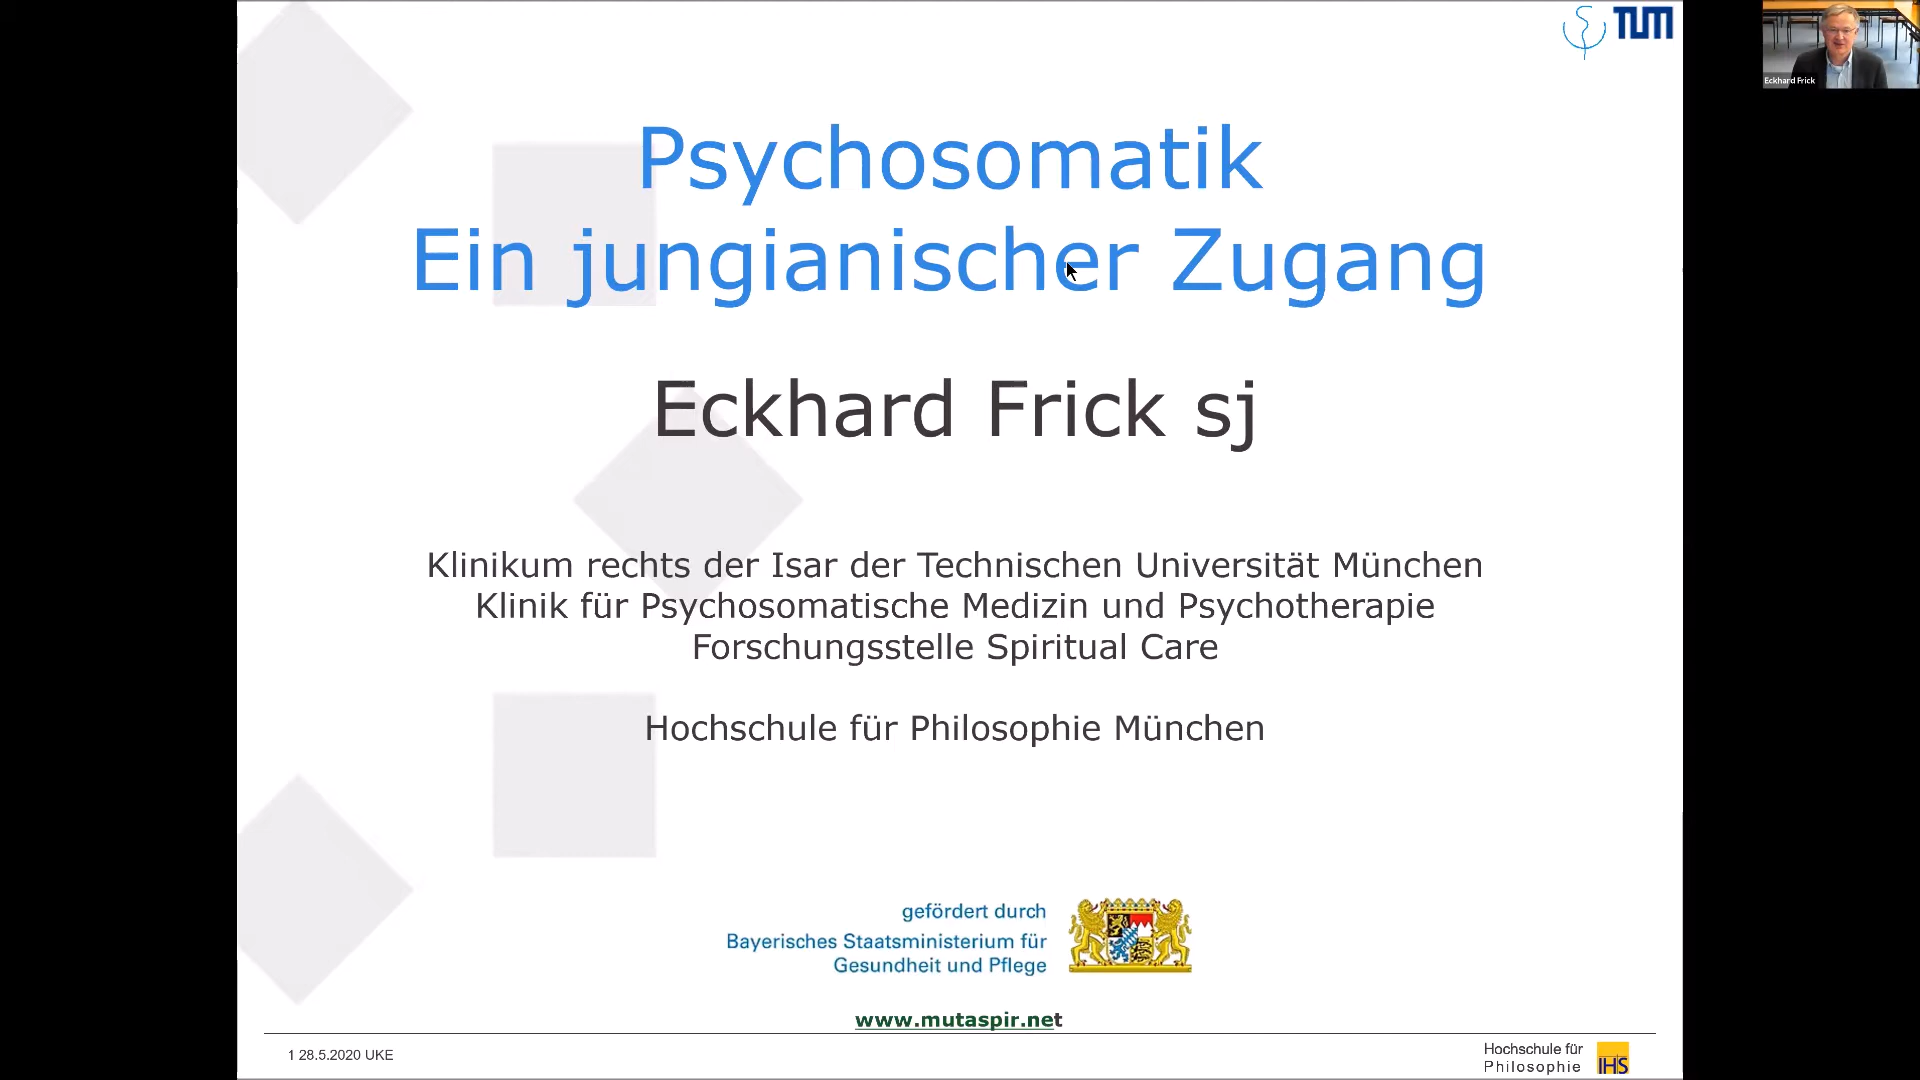 TUM
Eckhard Frick
Psychosomatik
Ein jungianischer Zugang
Eckhard Frick sj
Klinikum rechts der Isar der Technischen Universität München
Klinik für Psychosomatische Medizin und Psychotherapie
Forschungsstelle Spiritual Care
Hochschule für Philosophie München
gefördert durch
Bayerisches Staatsministerium für
Gesundheit und Pflege
www.mutaspir.net
1 28.5.2020 UKE
Hochschule für
Philosophie
IHS